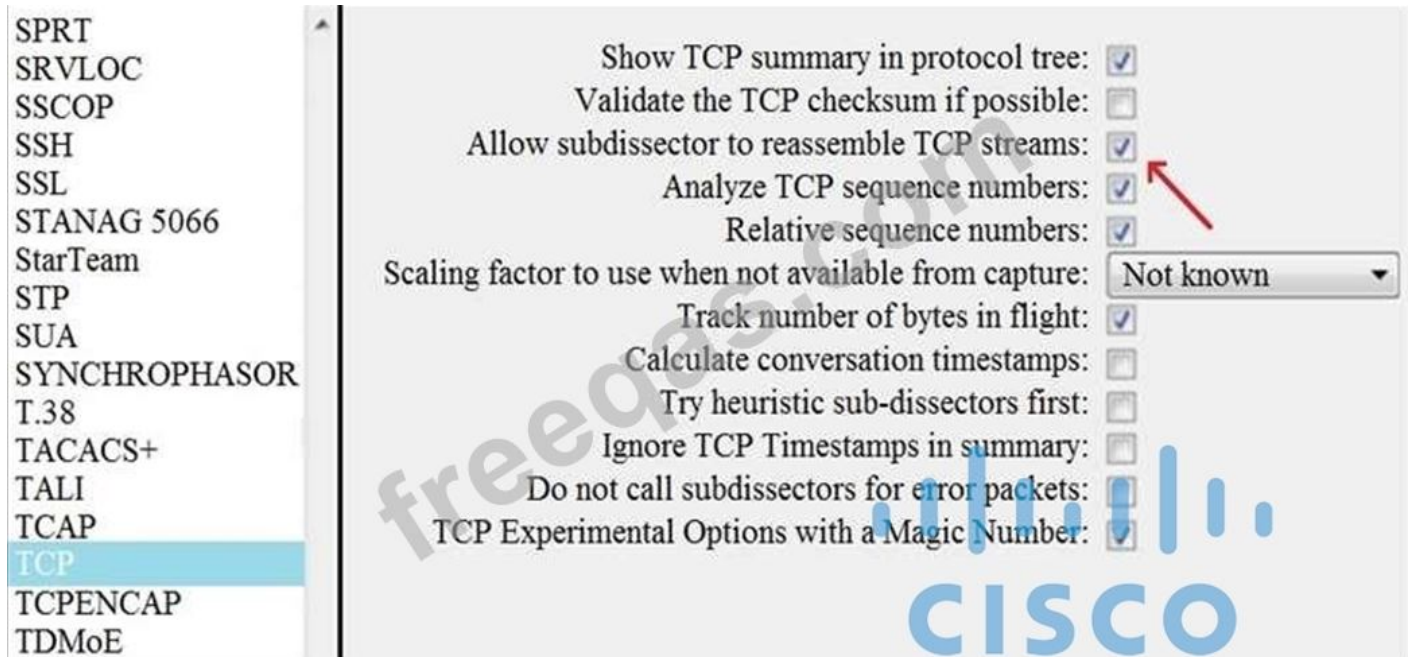 SPRT
SRVLOC
SSCOP
SSH
SSL
STANAG 5066
StarTeam
STP
SUA
SYNCHROPHASOR
T.38
TACACS+
TALI
TCAP
TCP
TCPENCAP
TDMoE
Show TCP summary in protocol tree:
Validate the TCP checksum if possible:
Allow subdissector to reassemble TCP streams:
Analyze TCP sequence numbers:
Relative sequence numbers:
Scaling factor to use when not available from capture: Not known
Track number of bytes in flight:
Calculate conversation timestamps:
Try heuristic sub-dissectors first:
Ignore TCP Timestamps in summary:
Do not call subdissectors for error packets:
TCP Experimental Options with a Magic Number:
freeqas.com
CISCO